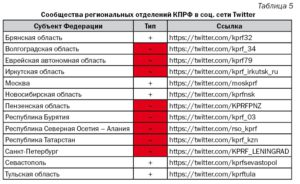 Таблица 5
Сообщества региональных отделений КПРФ в соц. сети Twitter
Субъект Федерации Тип Ссылка
Брянская область + https://twitter.com/kprf32
Волгоградская область - https://twitter.com/kprf_34
Еврейская автономная область - https://twitter.com/kprf79
Иркутская область - https://twitter.com/kprf_irkutsk_ru
Москва + https://twitter.com/moskprf
Новосибирская область + https://twitter.com/kprfnsk
Пензенская область - https://twitter.com/KPRFPNZ
Республика Бурятия - https://twitter.com/kprf_03
Республика Северная Осетия – Алания - https://twitter.com/rso_kprf
Республика Татарстан - https://twitter.com/kprf_kzn
Санкт-Петербург - https://twitter.com/KPRF_LENINGRAD
Севастополь + https://twitter.com/kprfsevastopol
Тульская область + https://twitter.com/kprftula